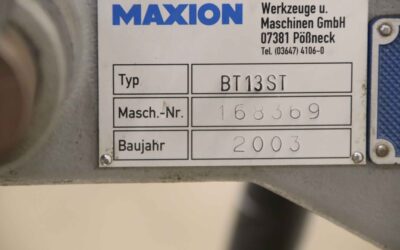 MAXION
Werkzeuge u.
Maschinen GmbH
07381 Pößneck
Tel. (03647) 4106-0
Typ BT13ST
Masch.-Nr. 168369
Baujahr 2003